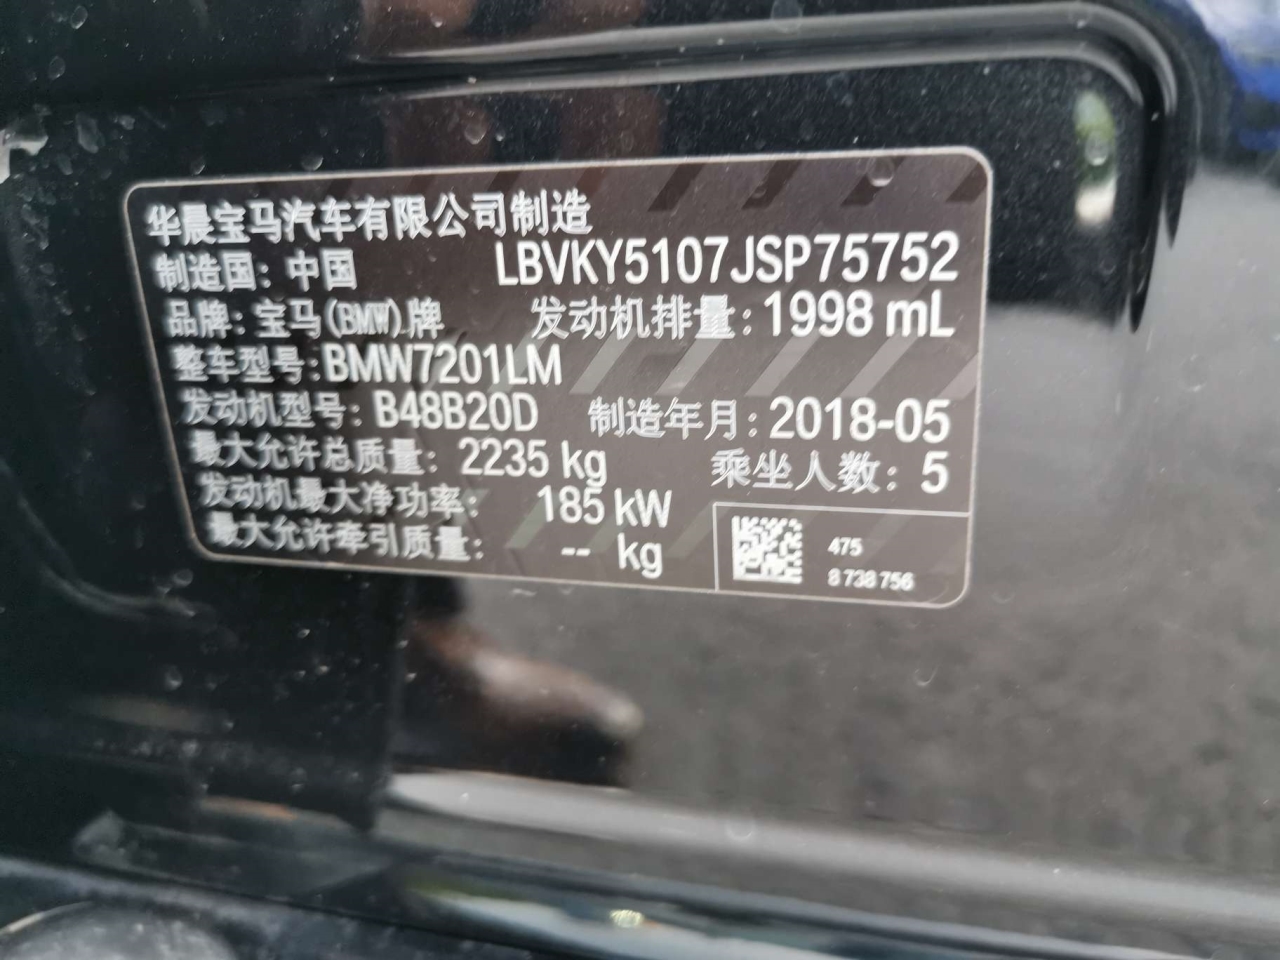 华晨宝马汽车有限公司制造
制造国：中国 LBVKY5107JSP75752
品牌：宝马(BMW)牌 发动机排量：1998 mL
整车型号：BMW7201LM
发动机型号：B48B20D 制造年月：2018-05
最大允许总质量：2235 kg 乘坐人数：5
发动机最大净功率：185 kW
最大允许牵引质量：-- kg
475
8 738 756